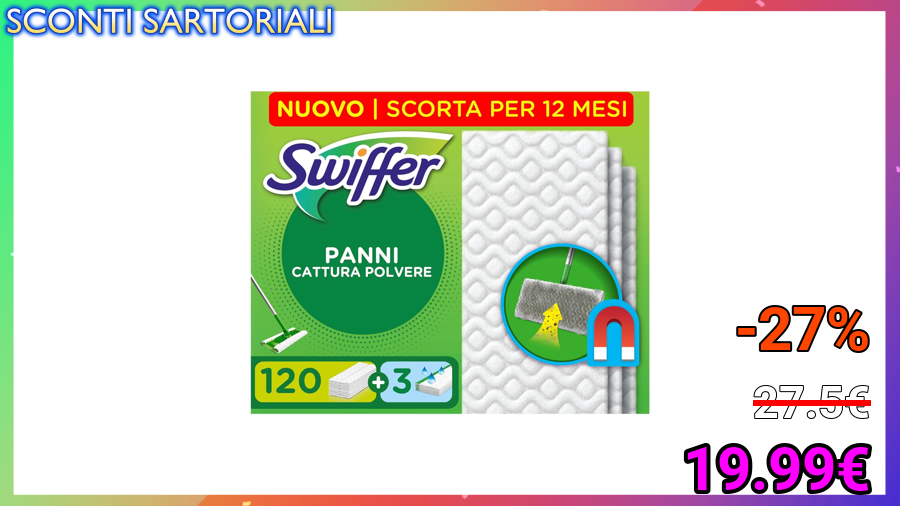 SCONTI SARTORIALI
NUOVO | SCORTA PER 12 MESI
Swiffer
PANNI
CATTURA POLVERE
120 + 3
-27%
27.5€
19.99€